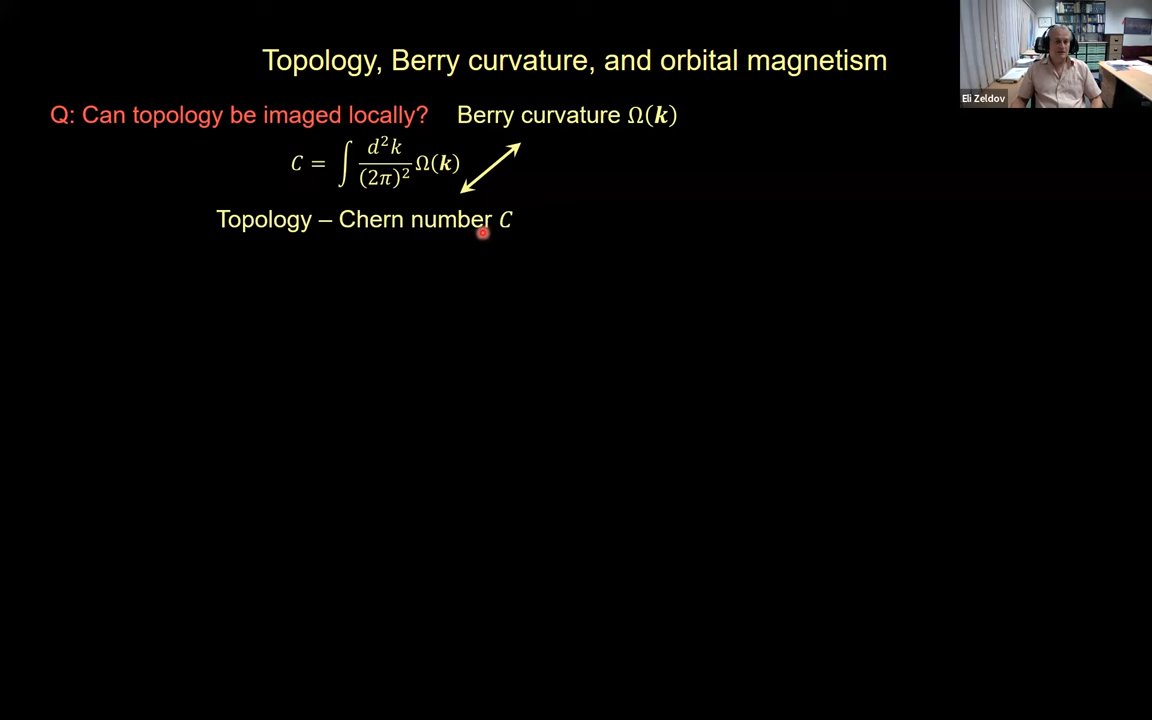 Topology, Berry curvature, and orbital magnetism
Eli Zeldov
Q: Can topology be imaged locally? Berry curvature Ω(𝒌)
𝐶 = ∫ d²k/(2π)² Ω(𝒌)
Topology – Chern number 𝐶